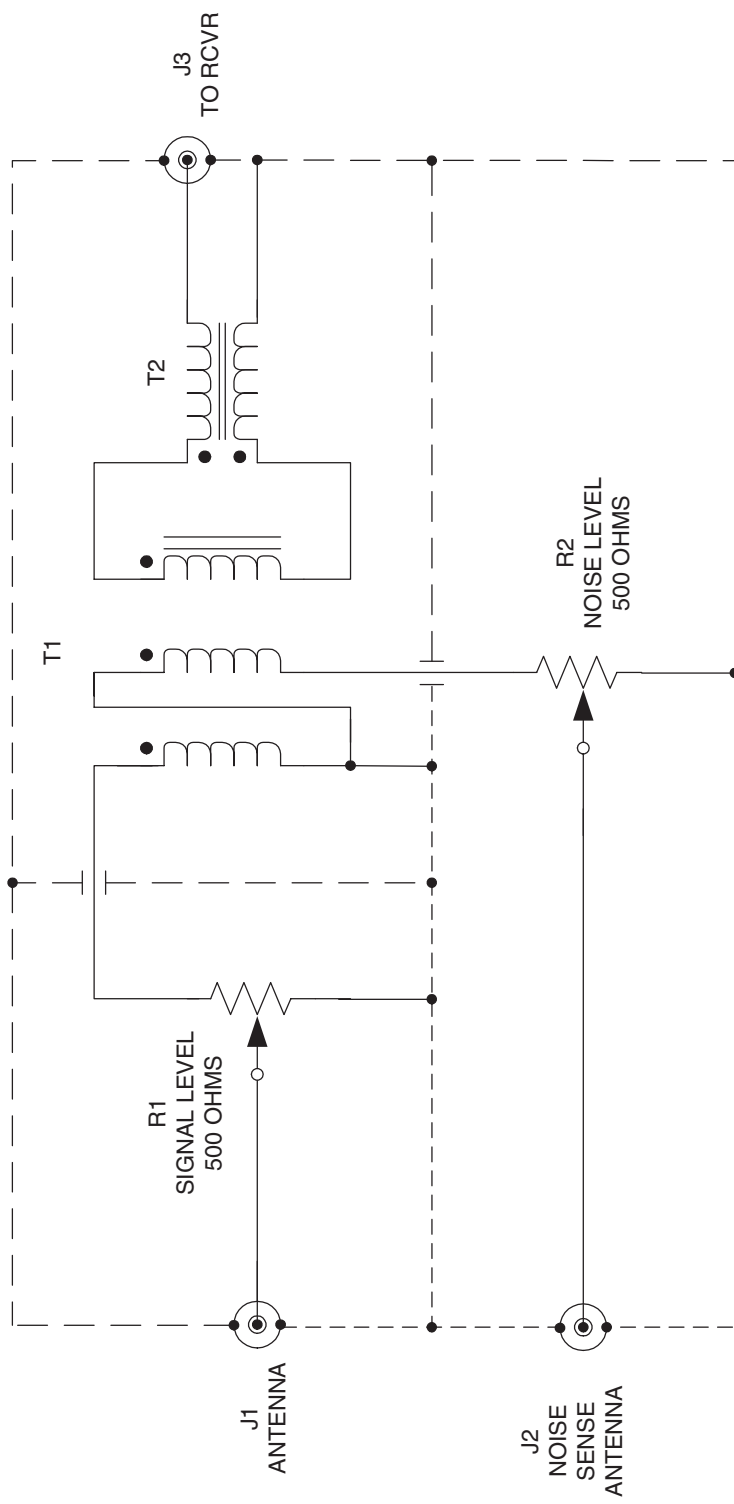 J3
TO RCVR
T2
T1
R2
NOISE LEVEL
500 OHMS
R1
SIGNAL LEVEL
500 OHMS
J1
ANTENNA
J2
NOISE
SENSE
ANTENNA